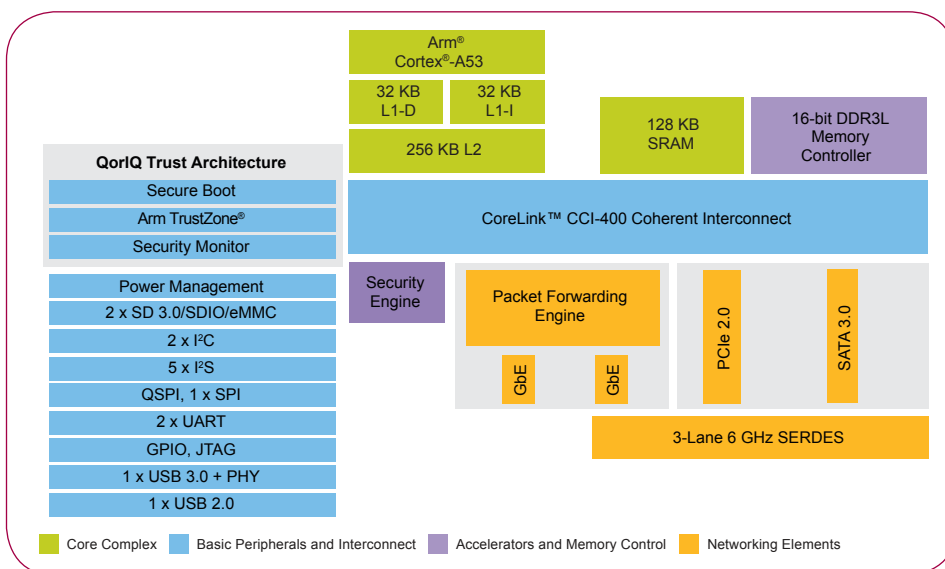 Arm®
Cortex®-A53
32 KB
L1-D
32 KB
L1-I
256 KB L2
128 KB
SRAM
16-bit DDR3L
Memory
Controller
QorIQ Trust Architecture
Secure Boot
Arm TrustZone®
Security Monitor
CoreLink™ CCI-400 Coherent Interconnect
Power Management
2 x SD 3.0/SDIO/eMMC
2 x I²C
5 x I²S
QSPI, 1 x SPI
2 x UART
GPIO, JTAG
1 x USB 3.0 + PHY
1 x USB 2.0
Security
Engine
Packet Forwarding
Engine
GbE
GbE
PCIe 2.0
SATA 3.0
3-Lane 6 GHz SERDES
Core Complex
Basic Peripherals and Interconnect
Accelerators and Memory Control
Networking Elements